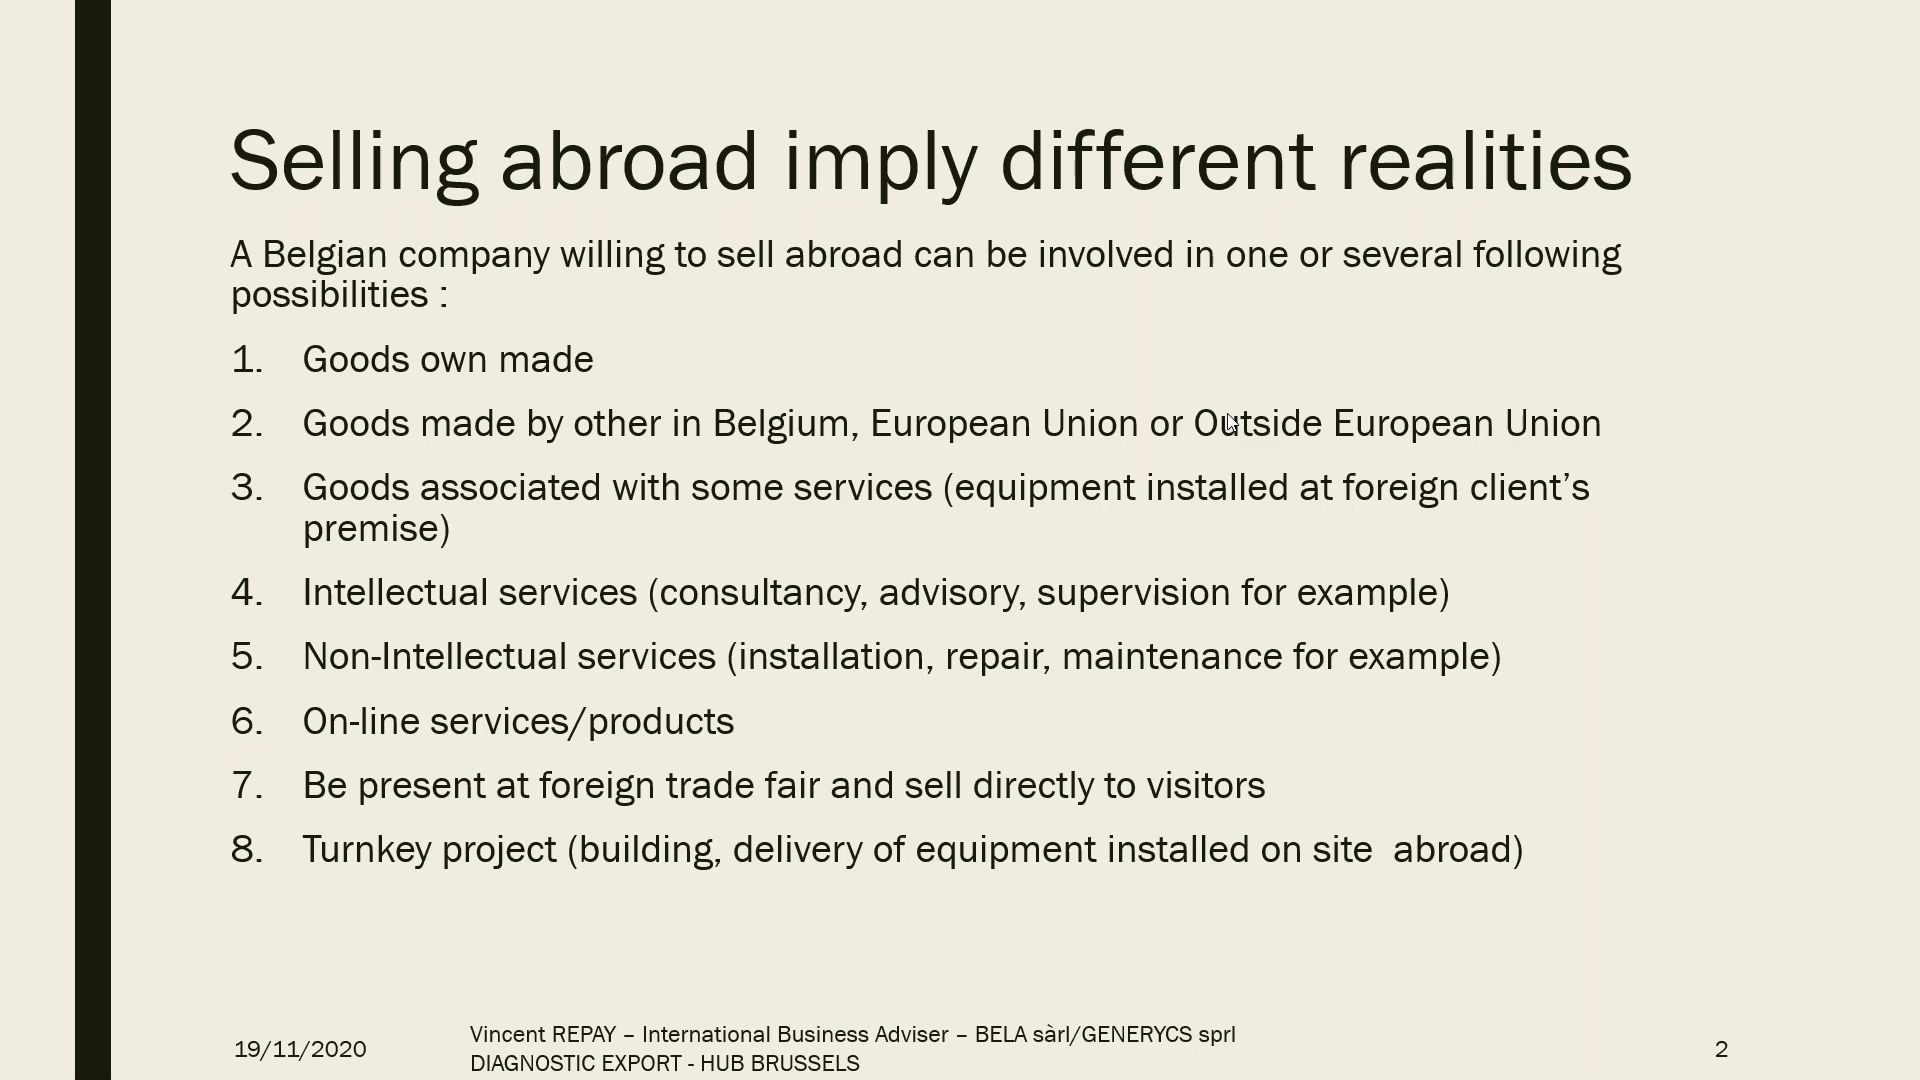 Selling abroad imply different realities
A Belgian company willing to sell abroad can be involved in one or several following
possibilities :
1. Goods own made
2. Goods made by other in Belgium, European Union or Outside European Union
3. Goods associated with some services (equipment installed at foreign client’s
premise)
4. Intellectual services (consultancy, advisory, supervision for example)
5. Non-Intellectual services (installation, repair, maintenance for example)
6. On-line services/products
7. Be present at foreign trade fair and sell directly to visitors
8. Turnkey project (building, delivery of equipment installed on site  abroad)
19/11/2020
Vincent REPAY – International Business Adviser – BELA sàrl/GENERYCS sprl
DIAGNOSTIC EXPORT - HUB BRUSSELS
2